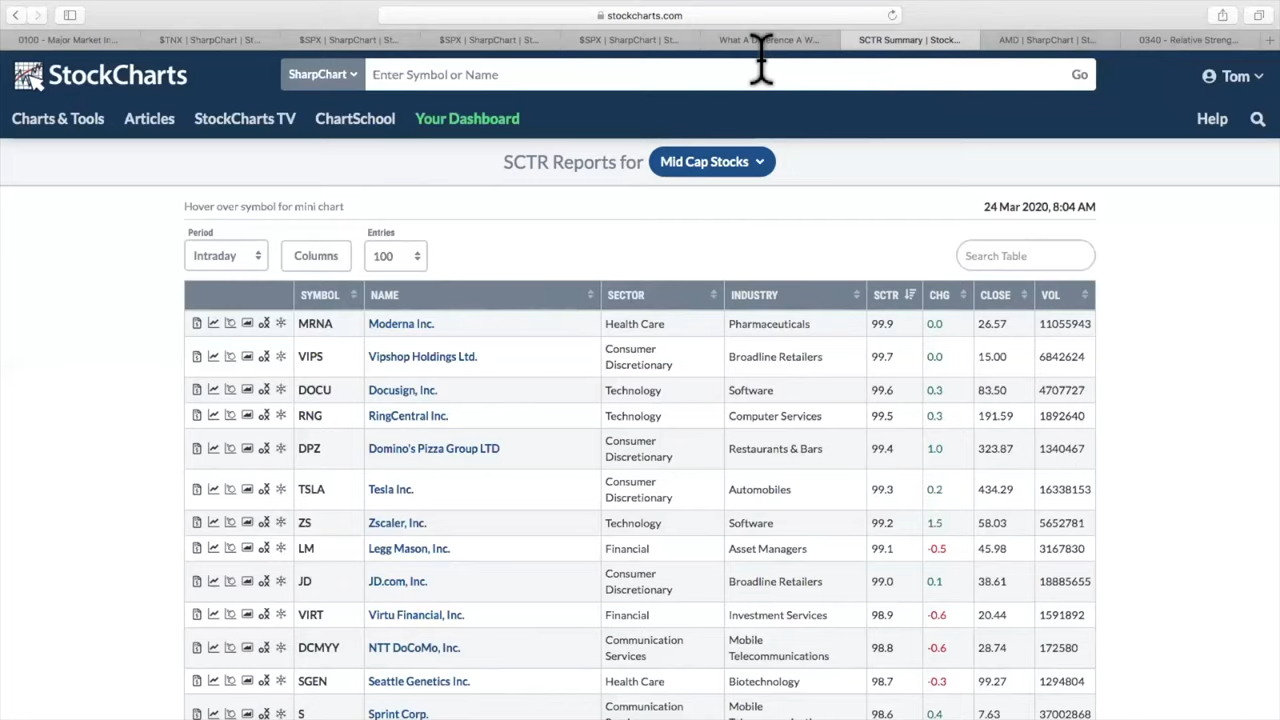 stockcharts.com
0100 - Major Market In...
$TNX | SharpChart | St...
$SPX | SharpChart | St...
$SPX | SharpChart | St...
$SPX | SharpChart | St...
What A Difference A W...
SCTR Summary | Stock...
AMD | SharpChart | St...
0340 - Relative Streng...
StockCharts
SharpChart
Enter Symbol or Name
Go
Tom
Charts & Tools
Articles
StockCharts TV
ChartSchool
Your Dashboard
Help
SCTR Reports for Mid Cap Stocks
Hover over symbol for mini chart
24 Mar 2020, 8:04 AM
Period
Entries
Intraday
Columns
100
Search Table
SYMBOL NAME SECTOR INDUSTRY SCTR CHG CLOSE VOL
MRNA Moderna Inc. Health Care Pharmaceuticals 99.9 0.0 26.57 11055943
VIPS Vipshop Holdings Ltd. Consumer Discretionary Broadline Retailers 99.7 0.0 15.00 6842624
DOCU Docusign, Inc. Technology Software 99.6 0.3 83.50 4707727
RNG RingCentral Inc. Technology Computer Services 99.5 0.3 191.59 1892640
DPZ Domino's Pizza Group LTD Consumer Discretionary Restaurants & Bars 99.4 1.0 323.87 1340467
TSLA Tesla Inc. Consumer Discretionary Automobiles 99.3 0.2 434.29 16338153
ZS Zscaler, Inc. Technology Software 99.2 1.5 58.03 5652781
LM Legg Mason, Inc. Financial Asset Managers 99.1 -0.5 45.98 3167830
JD JD.com, Inc. Consumer Discretionary Broadline Retailers 99.0 0.1 38.61 18885655
VIRT Virtu Financial, Inc. Financial Investment Services 98.9 -0.6 20.44 1591892
DCMYY NTT DoCoMo, Inc. Communication Services Mobile Telecommunications 98.8 -0.6 28.74 172580
SGEN Seattle Genetics Inc. Health Care Biotechnology 98.7 -0.3 99.27 1294804
S Sprint Corp. Communication Mobile 98.6 0.4 7.63 37002868